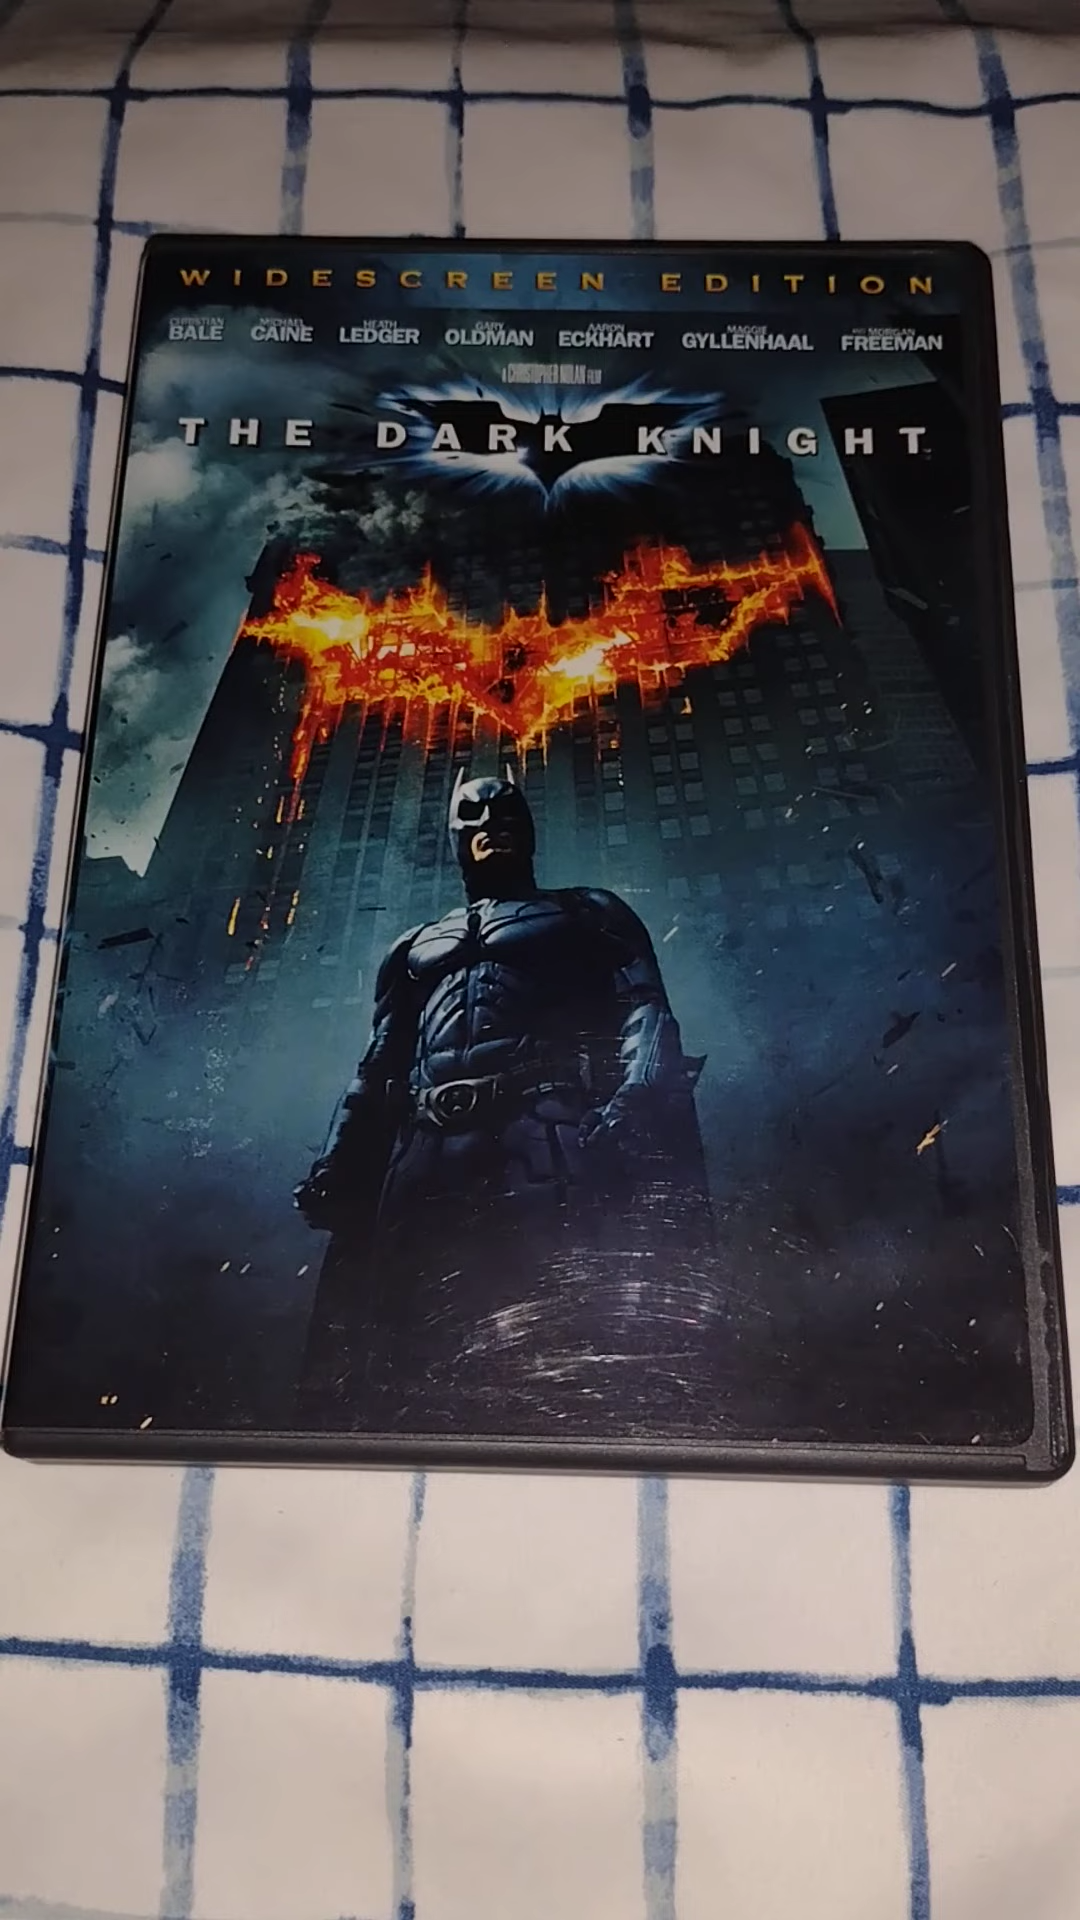 WIDESCREEN EDITION
CHRISTIAN BALE MICHAEL CAINE HEATH LEDGER GARY OLDMAN AARON ECKHART MAGGIE GYLLENHAAL AND MORGAN FREEMAN
A CHRISTOPHER NOLAN FILM
THE DARK KNIGHT